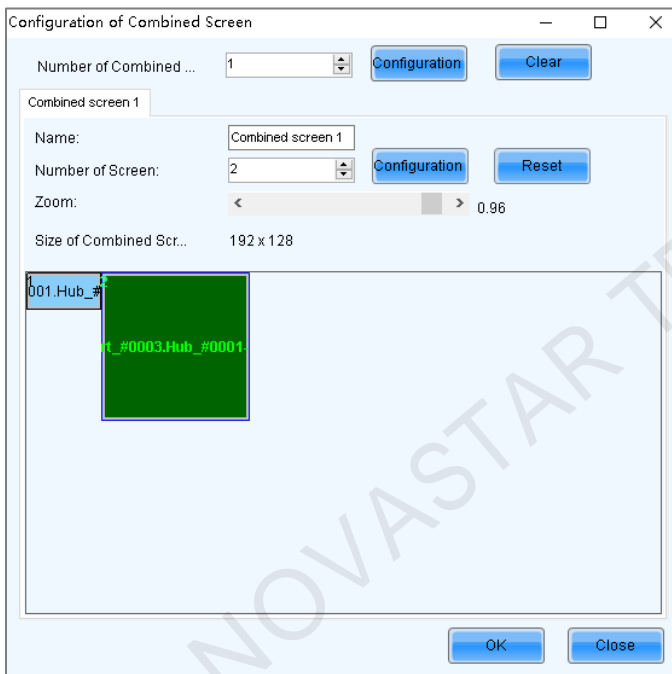 Configuration of Combined Screen
Number of Combined ...
1
Configuration
Clear
Combined screen 1
Name:
Combined screen 1
Number of Screen:
2
Configuration
Reset
Zoom:
0.96
Size of Combined Scr...
192 x 128
1
2
001.Hub_#
rt_#0003.Hub_#0001-
NOVASTAR
OK
Close